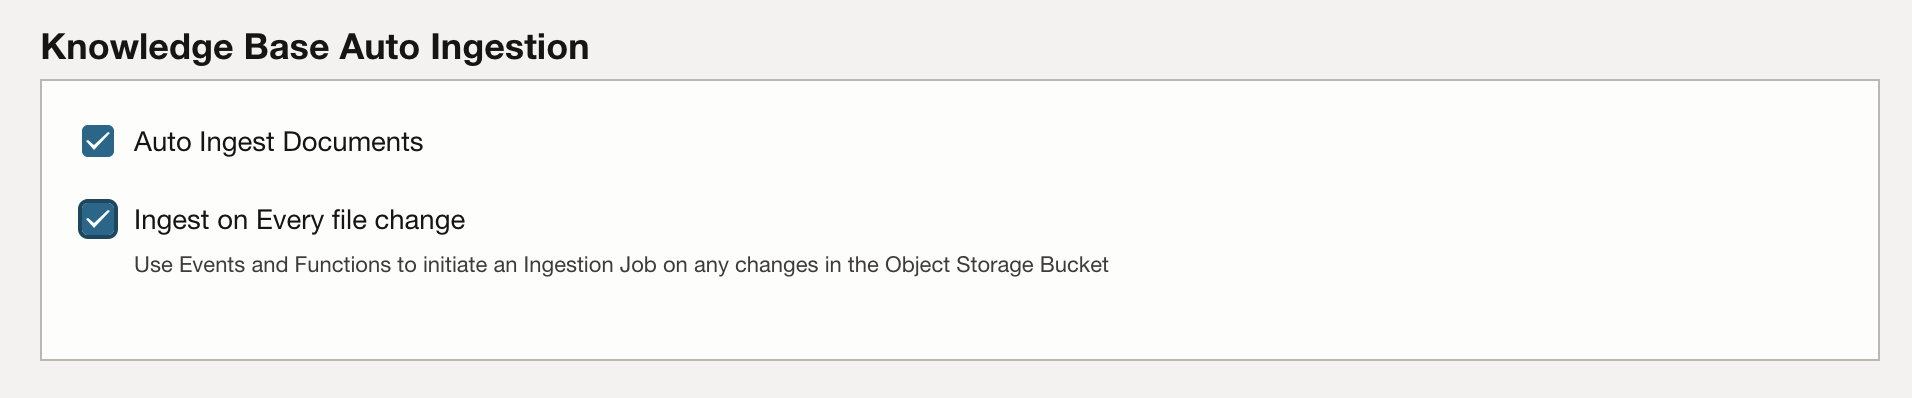 Knowledge Base Auto Ingestion
Auto Ingest Documents
Ingest on Every file change
Use Events and Functions to initiate an Ingestion Job on any changes in the Object Storage Bucket